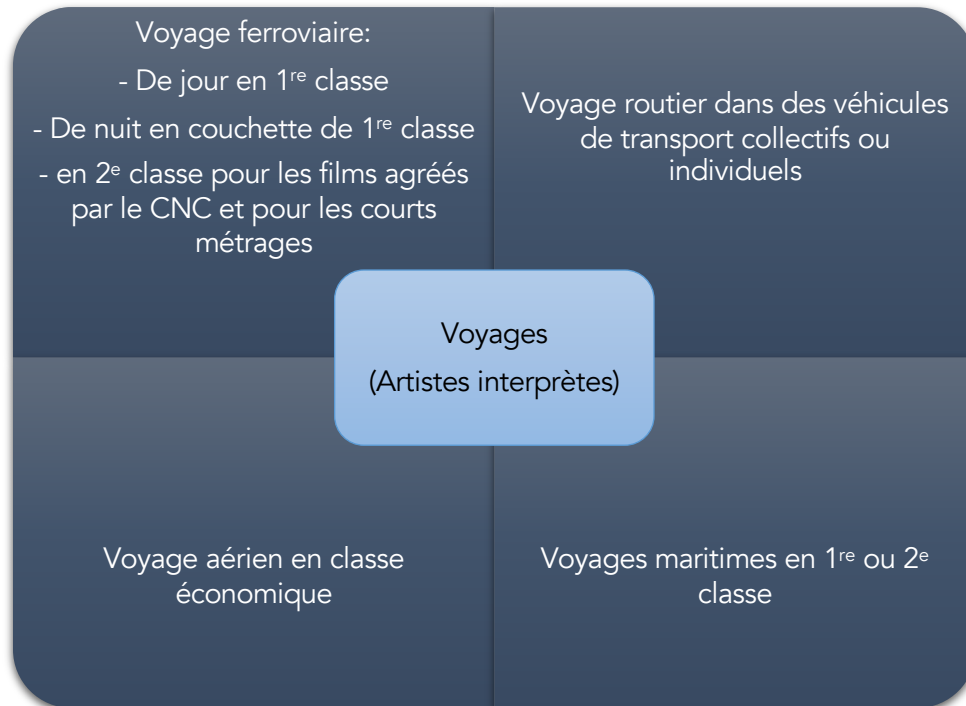 Voyage ferroviaire:
- De jour en 1re classe
- De nuit en couchette de 1re classe
- en 2e classe pour les films agréés
par le CNC et pour les courts
métrages
Voyage routier dans des véhicules
de transport collectifs ou
individuels
Voyages
(Artistes interprètes)
Voyage aérien en classe
économique
Voyages maritimes en 1re ou 2e
classe